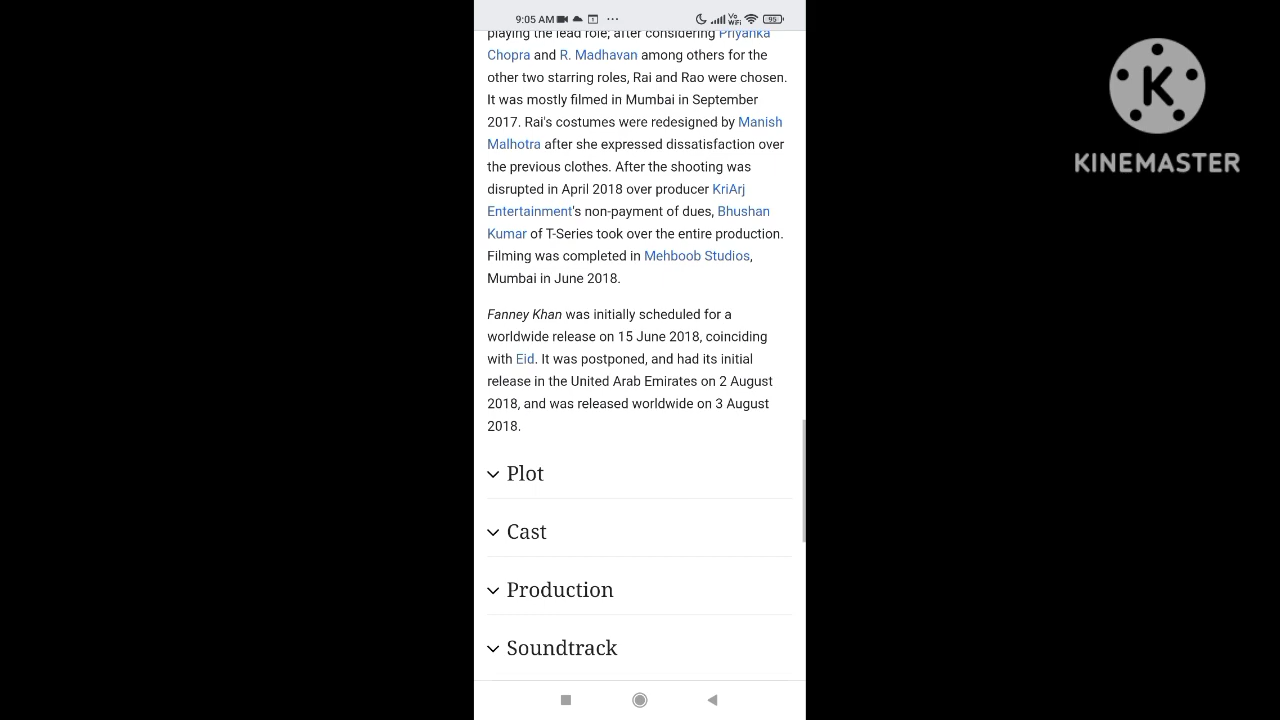 9:05 AM
Vo WiFi
95
playing the lead role; after considering Priyanka
Chopra and R. Madhavan among others for the
other two starring roles, Rai and Rao were chosen.
It was mostly filmed in Mumbai in September
2017. Rai's costumes were redesigned by Manish
Malhotra after she expressed dissatisfaction over
the previous clothes. After the shooting was
disrupted in April 2018 over producer KriArj
Entertainment's non-payment of dues, Bhushan
Kumar of T-Series took over the entire production.
Filming was completed in Mehboob Studios,
Mumbai in June 2018.
Fanney Khan was initially scheduled for a
worldwide release on 15 June 2018, coinciding
with Eid. It was postponed, and had its initial
release in the United Arab Emirates on 2 August
2018, and was released worldwide on 3 August
2018.
Plot
Cast
Production
Soundtrack
K
KINEMASTER